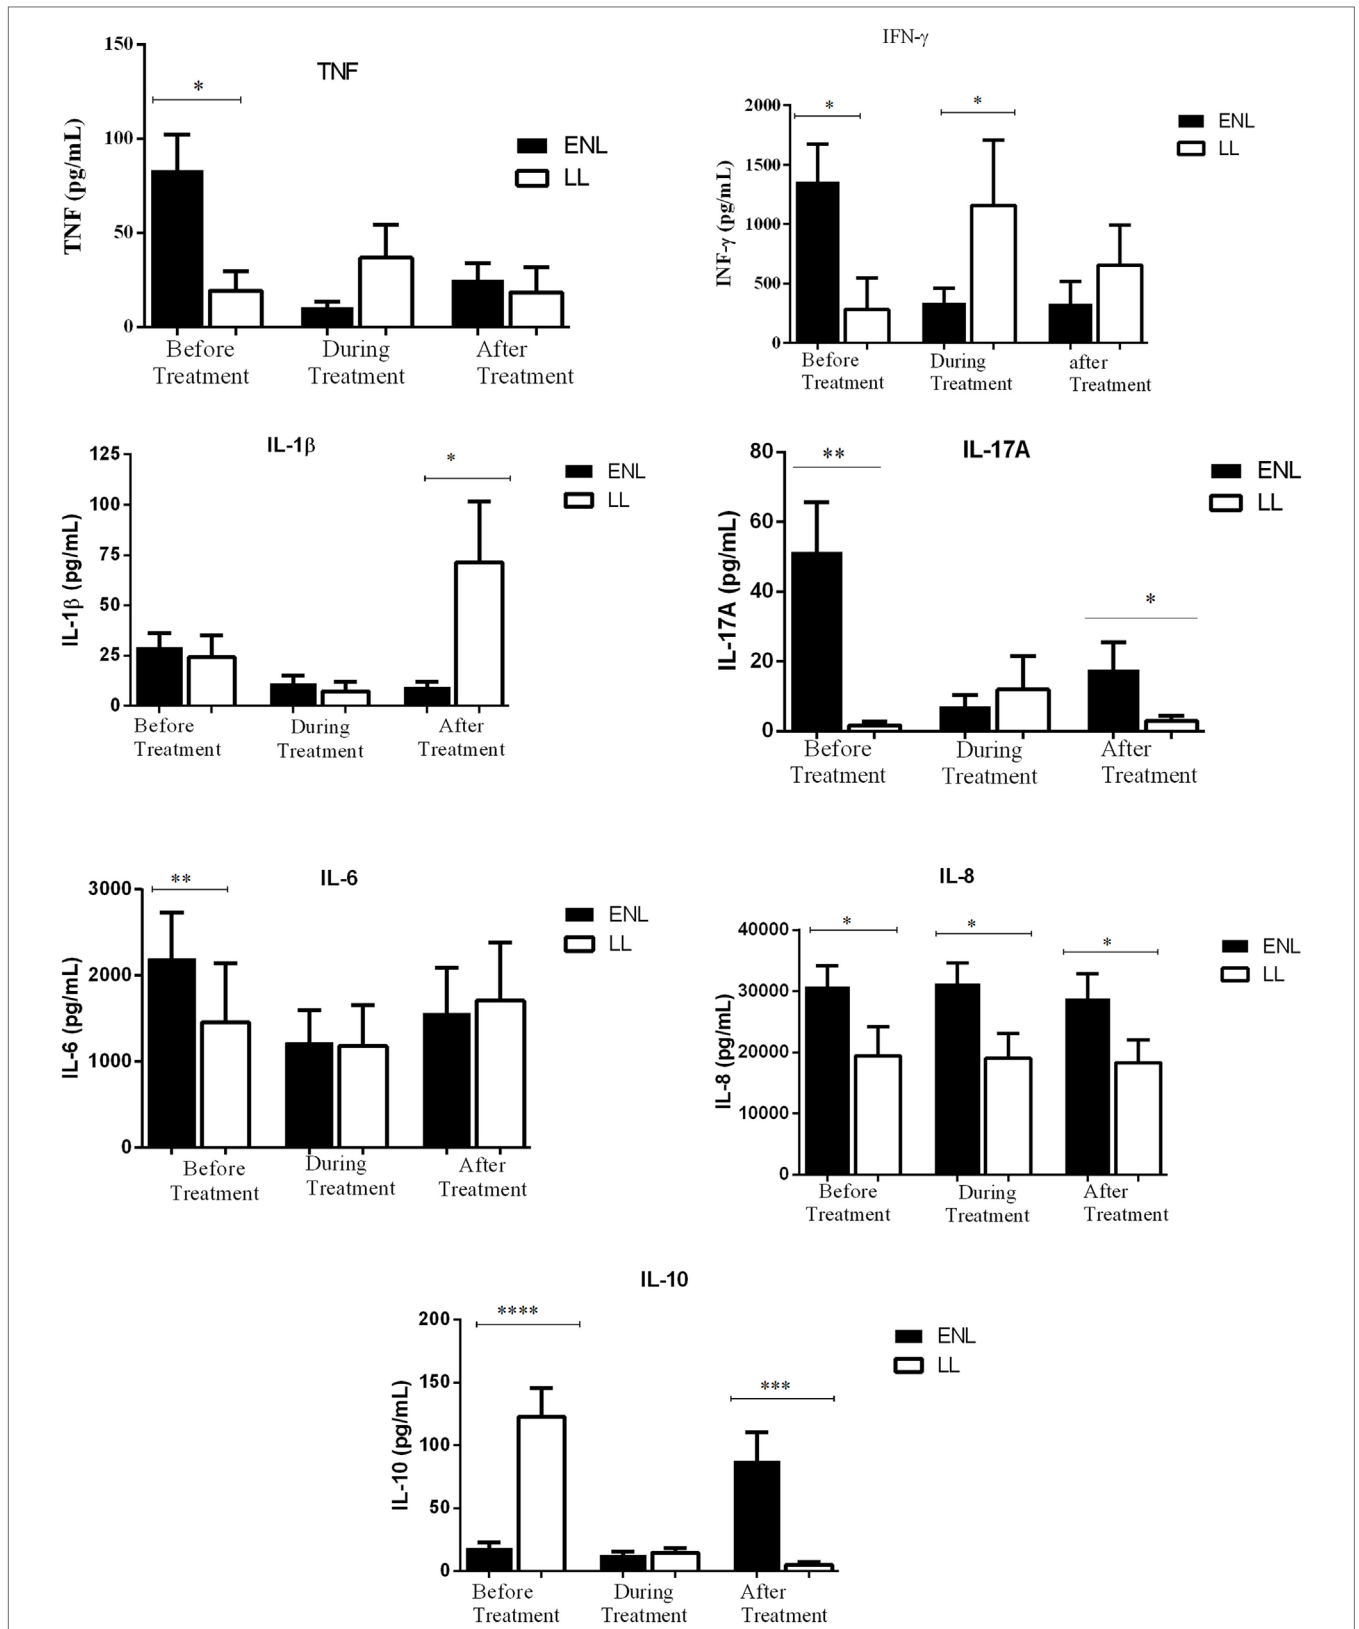 TNF
*
150
100
50
0
TNF (pg/mL)
ENL
LL
Before
Treatment
During
Treatment
After
Treatment
IFN-γ
*
*
2000
1500
1000
500
0
INF-γ (pg/mL)
ENL
LL
Before
Treatment
During
Treatment
after
Treatment
IL-1β
*
125
100
75
50
25
0
IL-1β (pg/mL)
ENL
LL
Before
Treatment
During
Treatment
After
Treatment
IL-17A
**
*
80
60
40
20
0
IL-17A (pg/mL)
ENL
LL
Before
Treatment
During
Treatment
After
Treatment
IL-6
**
3000
2000
1000
0
IL-6 (pg/mL)
ENL
LL
Before
Treatment
During
Treatment
After
Treatment
IL-8
*
*
*
40000
30000
20000
10000
0
IL-8 (pg/mL)
ENL
LL
Before
Treatment
During
Treatment
After
Treatment
IL-10
****
***
200
150
100
50
0
IL-10 (pg/mL)
ENL
LL
Before
Treatment
During
Treatment
After
Treatment